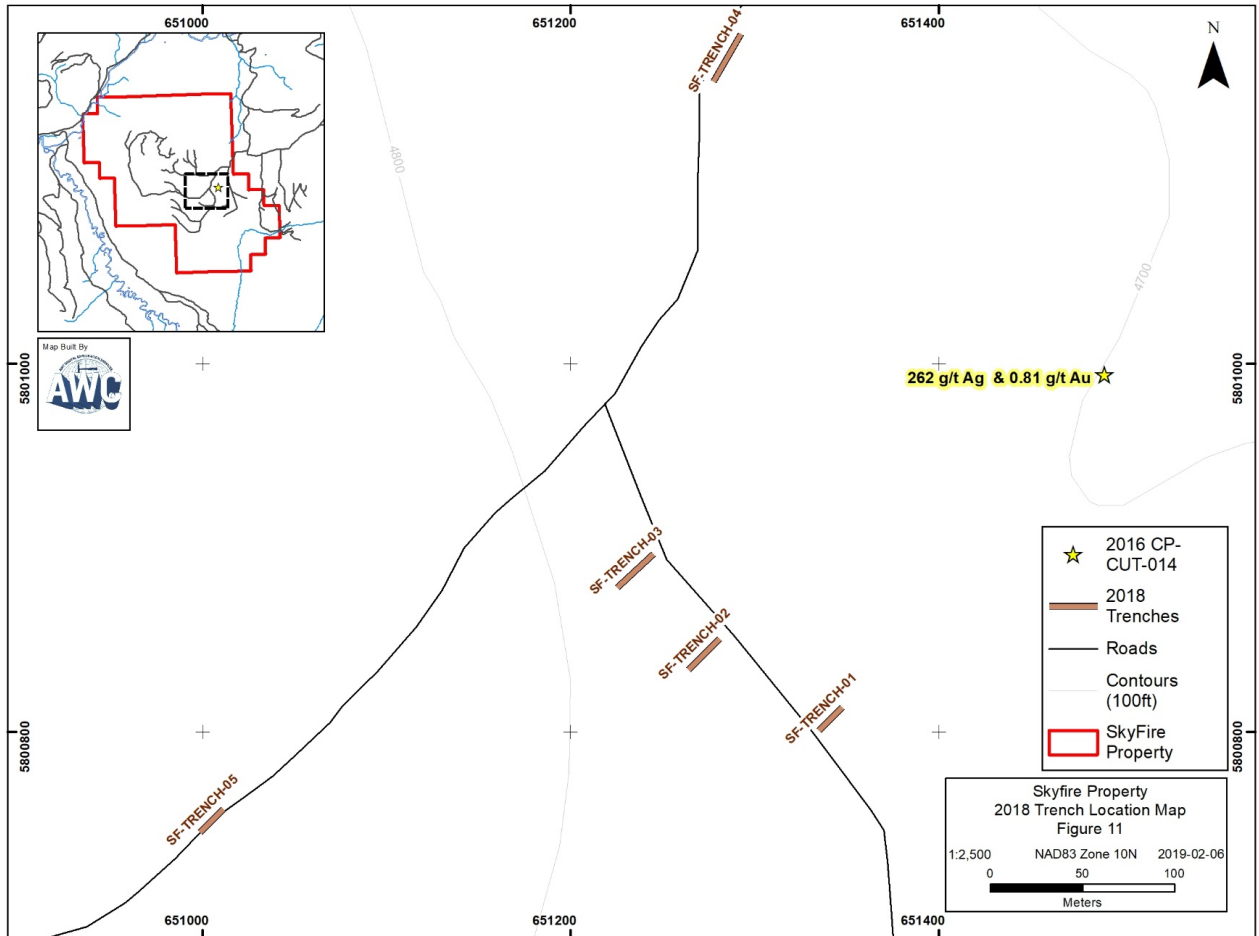 651000
651200
651400
SF-TRENCH-04
N
4800
4700
Map Built By
AWC
5801000
5801000
262 g/t Ag & 0.81 g/t Au
SF-TRENCH-03
SF-TRENCH-02
SF-TRENCH-01
SF-TRENCH-05
5800800
5800800
2016 CP-
CUT-014
2018
Trenches
Roads
Contours
(100ft)
SkyFire
Property
Skyfire Property
2018 Trench Location Map
Figure 11
1:2,500 NAD83 Zone 10N 2019-02-06
0 50 100
Meters
651000
651200
651400